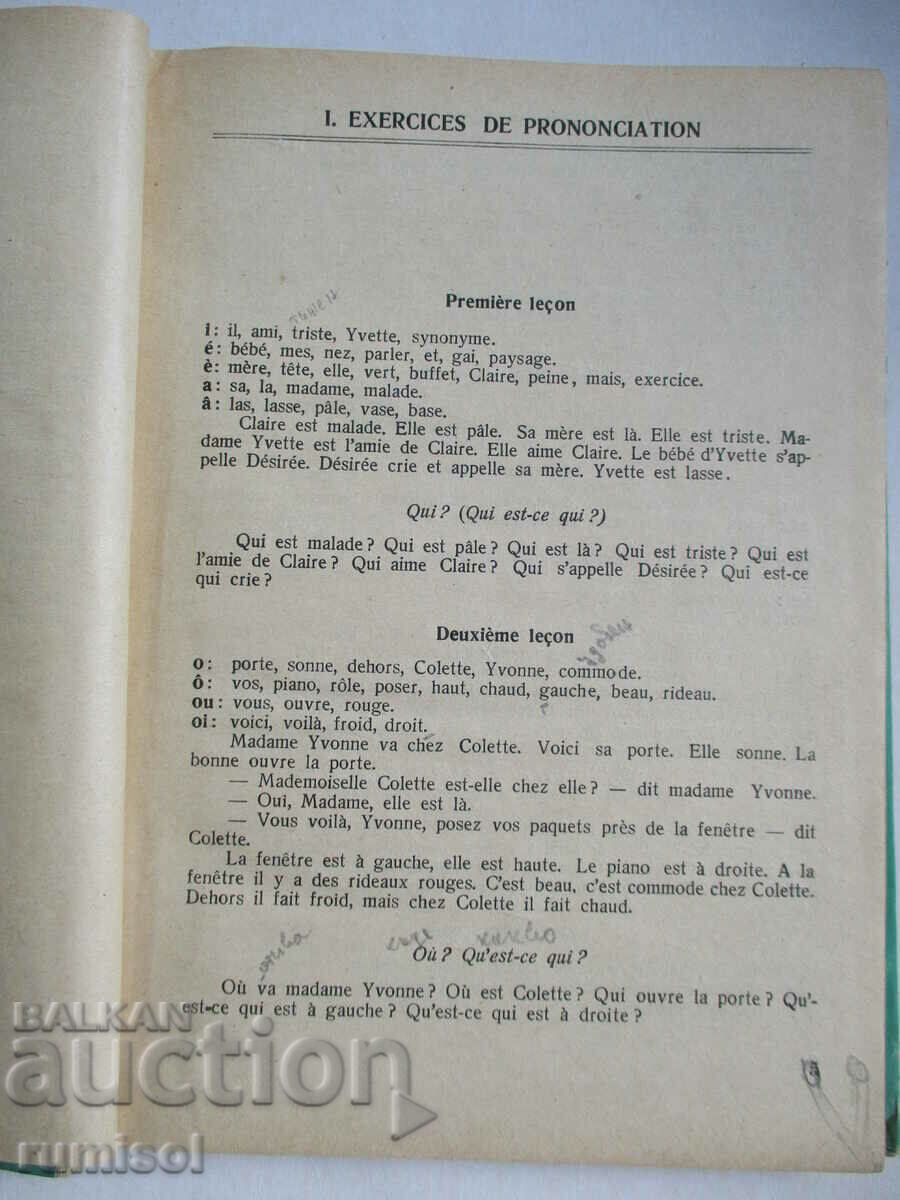 I. EXERCICES DE PRONONCIATION
Première leçon
i: il, ami, triste, Yvette, synonyme.
é: bébé, mes, nez, parler, et, gai, paysage.
è: mère, tête, elle, vert, buffet, Claire, peine, mais, exercice.
a: sa, la, madame, malade.
â: las, lasse, pâle, vase, base.
Claire est malade. Elle est pâle. Sa mère est là. Elle est triste. Ma-
dame Yvette est l'amie de Claire. Elle aime Claire. Le bébé d'Yvette s'ap-
pelle Désirée. Désirée crie et appelle sa mère. Yvette est lasse.
Qui? (Qui est-ce qui?)
Qui est malade? Qui est pâle? Qui est là? Qui est triste? Qui est
l'amie de Claire? Qui aime Claire? Qui s'appelle Désirée? Qui est-ce
qui crie?
Deuxième leçon
удобен
o: porte, sonne, dehors, Colette, Yvonne, commode.
ô: vos, piano, rôle, poser, haut, chaud, gauche, beau, rideau.
ou: vous, ouvre, rouge.
oi: voici, voilà, froid, droit.
Madame Yvonne va chez Colette. Voici sa porte. Elle sonne. La
bonne ouvre la porte.
— Mademoiselle Colette est-elle chez elle? — dit madame Yvonne.
— Oui, Madame, elle est là.
— Vous voilà, Yvonne, posez vos paquets près de la fenêtre — dit
Colette.
La fenêtre est à gauche, elle est haute. Le piano est à droite. A la
fenêtre il y a des rideaux rouges. C'est beau, c'est commode chez Colette.
Dehors il fait froid, mais chez Colette il fait chaud.
какво
Où? Qu'est-ce qui?
отива
Où va madame Yvonne? Où est Colette? Qui ouvre la porte? Qu'-
est-ce qui est à gauche? Qu'est-ce qui est à droite?
5
BALKAN
auction
rumisol